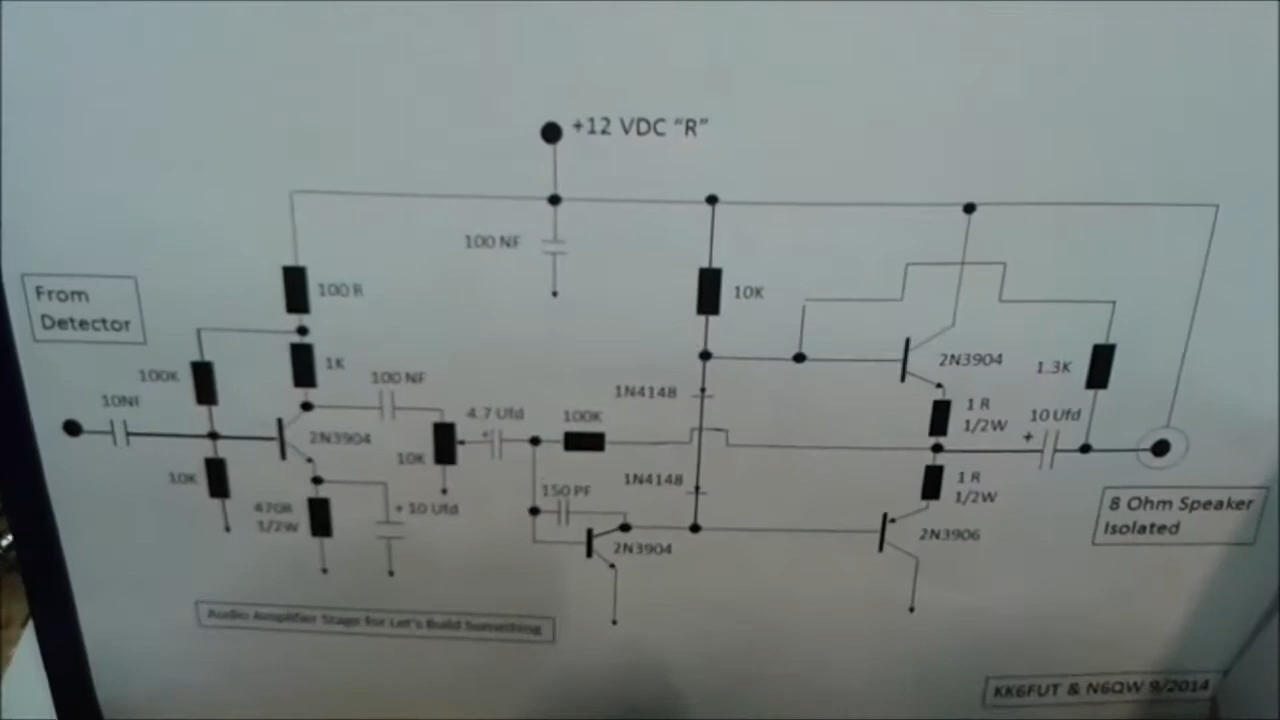 +12 VDC "R"
100 NF
From
Detector
100 R
10K
100K
1K
2N3904
1.3K
1N4148
100 NF
10NF
4.7 Ufd
100K
1 R
1/2W
10 Ufd
+
2N3904
10K
+
10K
1N4148
1 R
1/2W
470R
1/2W
+ 10 Ufd
150 PF
2N3904
2N3906
8 Ohm Speaker
Isolated
Audio Amplifier Stage for Let's Build Something
KK6FUT & N6QW 9/2014